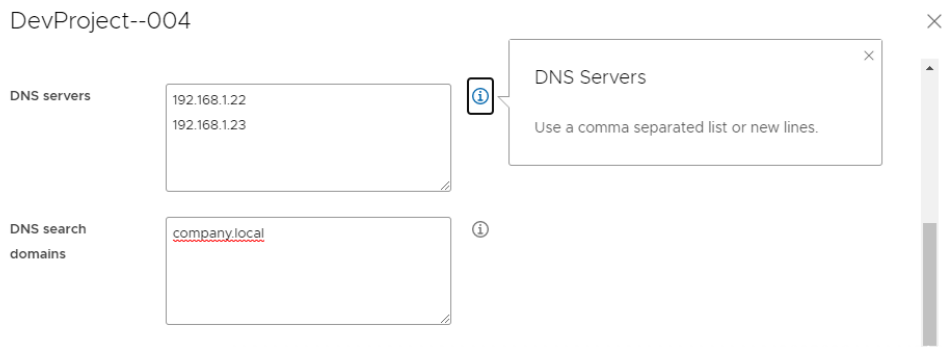 DevProject--004
DNS servers
192.168.1.22
192.168.1.23
DNS Servers
Use a comma separated list or new lines.
DNS search
domains
company.local